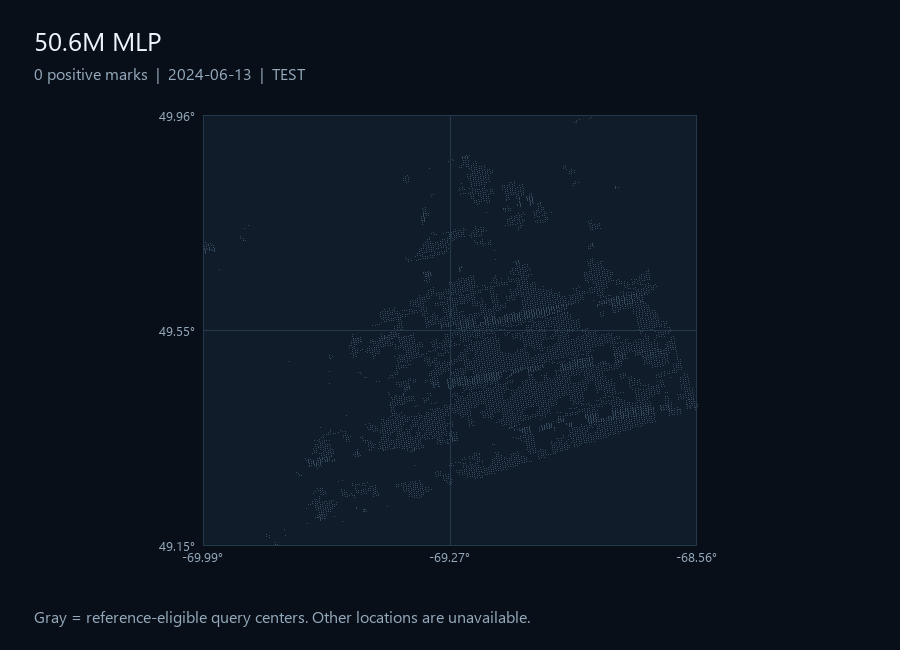 50.6M MLP
0 positive marks | 2024-06-13 | TEST
49.96°
49.55°
49.15°
-69.99° -69.27° -68.56°
Gray = reference-eligible query centers. Other locations are unavailable.